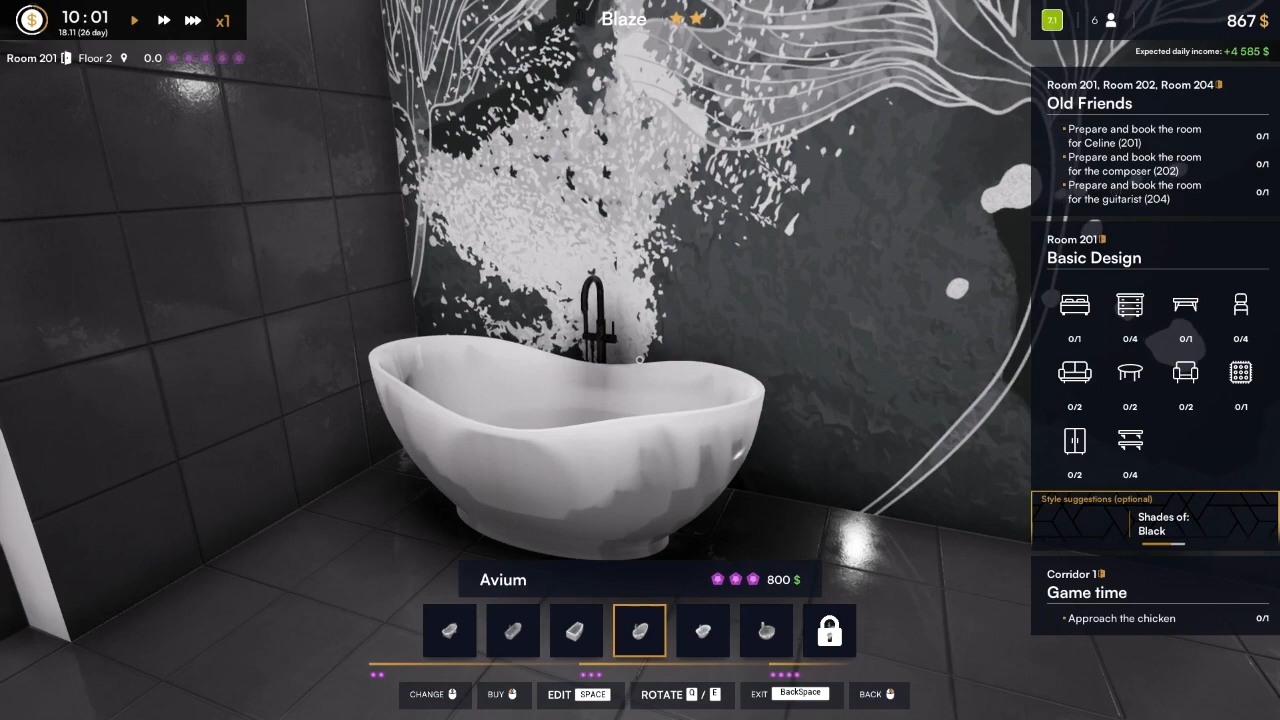 10:01
18.11 (26 day)
x1
Blaze
7.1
6
867 $
Expected daily income: +4 585 $
Room 201
Floor 2
0.0
Room 201, Room 202, Room 204
Old Friends
Prepare and book the room
for Celine (201)
0/1
Prepare and book the room
for the composer (202)
0/1
Prepare and book the room
for the guitarist (204)
0/1
Room 201
Basic Design
0/1 0/4 0/1 0/4
0/2 0/2 0/2 0/1
0/2 0/4
Style suggestions (optional)
Shades of:
Black
Corridor 1
Game time
Approach the chicken 0/1
Avium 800 $
CHANGE
BUY
EDIT SPACE
ROTATE Q / E
EXIT BackSpace
BACK